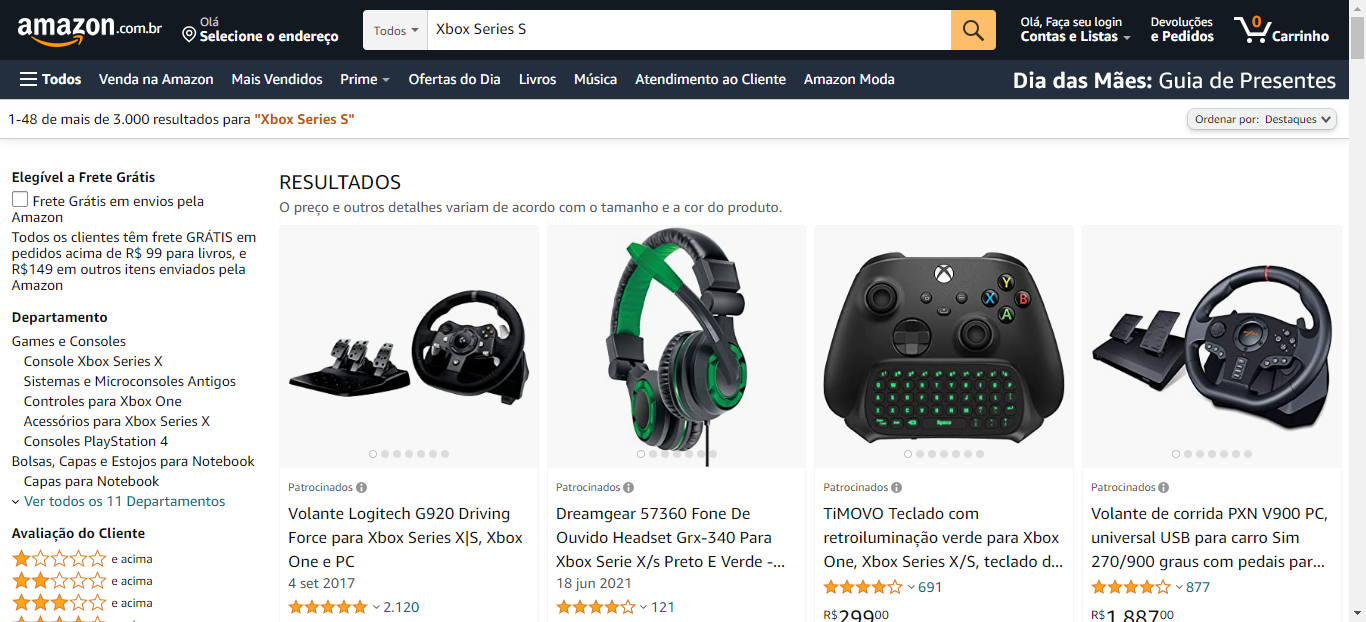 amazon.com.br
Olá
Selecione o endereço
Todos
Xbox Series S
Olá, Faça seu login
Contas e Listas
Devoluções
e Pedidos
0
Carrinho
Todos
Venda na Amazon
Mais Vendidos
Prime
Ofertas do Dia
Livros
Música
Atendimento ao Cliente
Amazon Moda
Dia das Mães: Guia de Presentes
1-48 de mais de 3.000 resultados para "Xbox Series S"
Ordenar por: Destaques
Elegível a Frete Grátis
Frete Grátis em envios pela
Amazon
Todos os clientes têm frete GRÁTIS em
pedidos acima de R$ 99 para livros, e
R$149 em outros itens enviados pela
Amazon
Departamento
Games e Consoles
Console Xbox Series X
Sistemas e Microconsoles Antigos
Controles para Xbox One
Acessórios para Xbox Series X
Consoles PlayStation 4
Bolsas, Capas e Estojos para Notebook
Capas para Notebook
Ver todos os 11 Departamentos
Avaliação do Cliente
e acima
e acima
e acima
RESULTADOS
O preço e outros detalhes variam de acordo com o tamanho e a cor do produto.
Patrocinados
Volante Logitech G920 Driving
Force para Xbox Series X|S, Xbox
One e PC
4 set 2017
2.120
Patrocinados
Dreamgear 57360 Fone De
Ouvido Headset Grx-340 Para
Xbox Serie X/s Preto E Verde -...
18 jun 2021
121
Y
X
B
A
Patrocinados
TiMOVO Teclado com
retroiluminação verde para Xbox
One, Xbox Series X/S, teclado d...
691
R$29900
Patrocinados
Volante de corrida PXN V900 PC,
universal USB para carro Sim
270/900 graus com pedais par...
877
R$1.88700